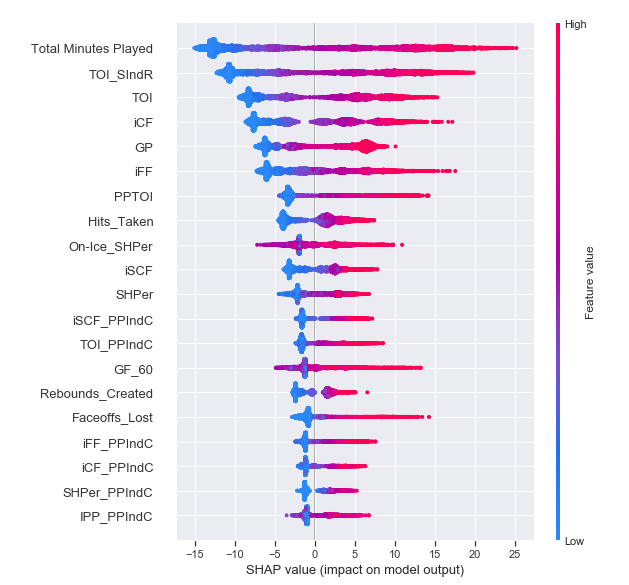 High
Total Minutes Played
TOI_SIndR
TOI
iCF
GP
iFF
PPTOI
Hits_Taken
On-Ice_SHPer
iSCF
SHPer
iSCF_PPIndC
TOI_PPIndC
GF_60
Rebounds_Created
Faceoffs_Lost
iFF_PPIndC
iCF_PPIndC
SHPer_PPIndC
IPP_PPIndC
Feature value
Low
−15 −10 −5 0 5 10 15 20 25
SHAP value (impact on model output)